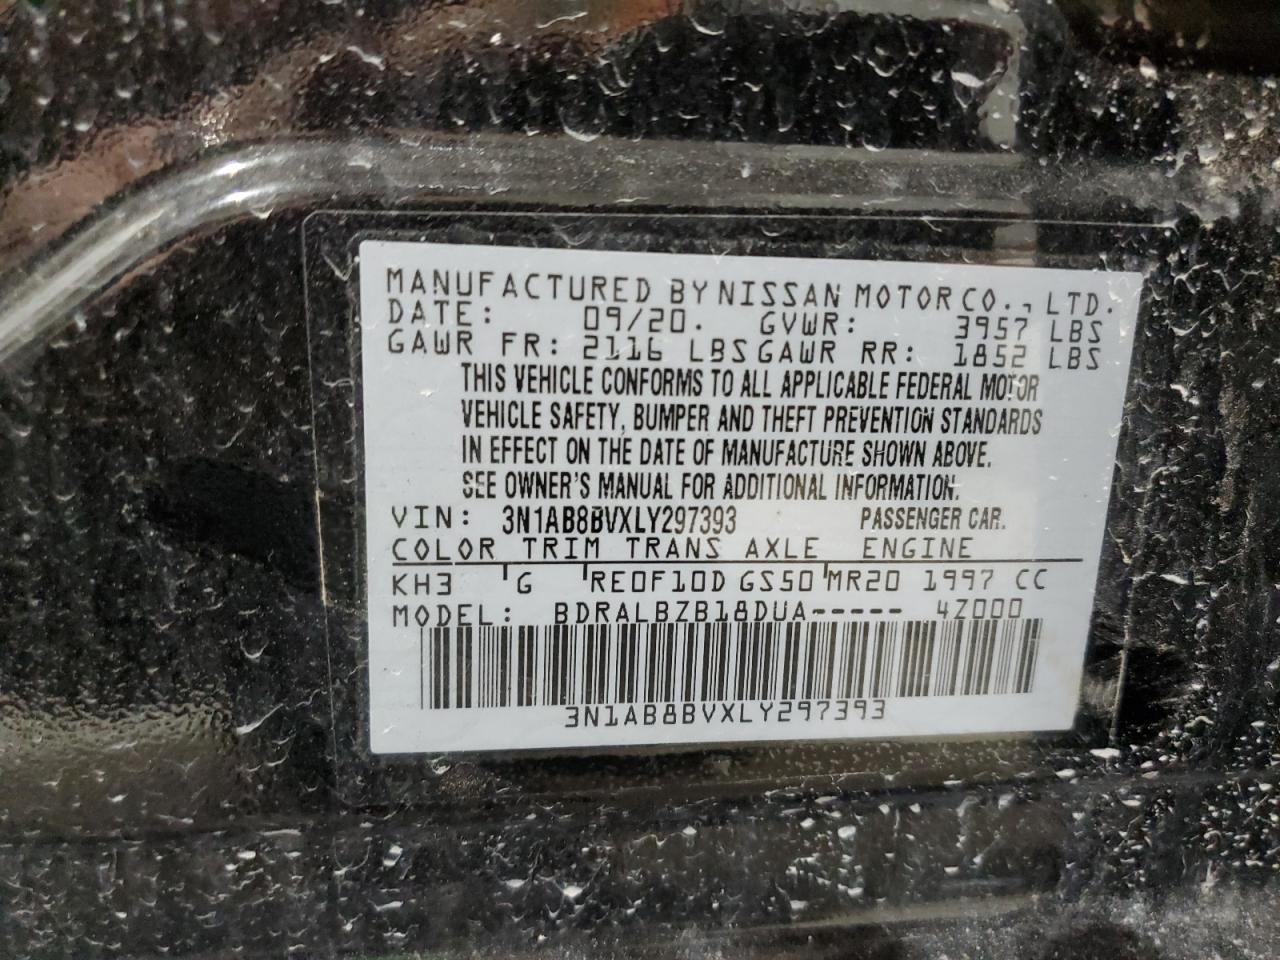 MANUFACTURED BY NISSAN MOTOR CO., LTD.
DATE: 09/20. GVWR: 3957 LBS
GAWR FR: 2116 LBS GAWR RR: 1852 LBS
THIS VEHICLE CONFORMS TO ALL APPLICABLE FEDERAL MOTOR
VEHICLE SAFETY, BUMPER AND THEFT PREVENTION STANDARDS
IN EFFECT ON THE DATE OF MANUFACTURE SHOWN ABOVE.
SEE OWNER'S MANUAL FOR ADDITIONAL INFORMATION.
VIN: 3N1AB8BVXLY297393 PASSENGER CAR.
COLOR TRIM TRANS AXLE ENGINE
KH3 G RE0F10D GS50 MR20 1997 CC
MODEL: BDRALBZB18DUA----- 4Z000
3N1AB8BVXLY297393